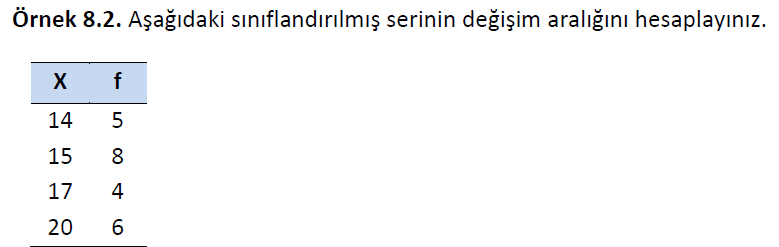 Örnek 8.2. Aşağıdaki sınıflandırılmış serinin değişim aralığını hesaplayınız.
X f
14 5
15 8
17 4
20 6